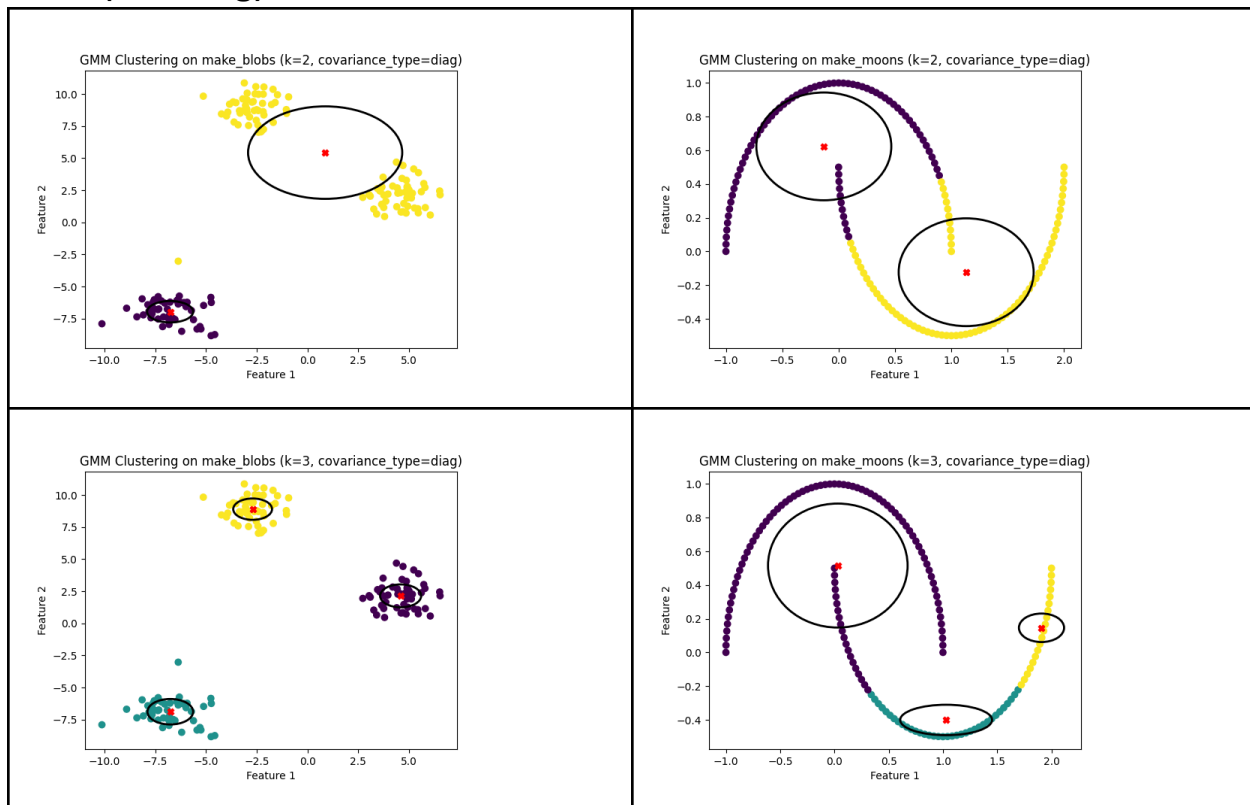 GMM Clustering on make_blobs (k=2, covariance_type=diag)
10.0
7.5
5.0
2.5
0.0
−2.5
−5.0
−7.5
Feature 2
−10.0 −7.5 −5.0 −2.5 0.0 2.5 5.0
Feature 1
GMM Clustering on make_moons (k=2, covariance_type=diag)
1.0
0.8
0.6
0.4
0.2
0.0
−0.2
−0.4
Feature 2
−1.0 −0.5 0.0 0.5 1.0 1.5 2.0
Feature 1
GMM Clustering on make_blobs (k=3, covariance_type=diag)
10.0
7.5
5.0
2.5
0.0
−2.5
−5.0
−7.5
Feature 2
−10.0 −7.5 −5.0 −2.5 0.0 2.5 5.0
Feature 1
GMM Clustering on make_moons (k=3, covariance_type=diag)
1.0
0.8
0.6
0.4
0.2
0.0
−0.2
−0.4
Feature 2
−1.0 −0.5 0.0 0.5 1.0 1.5 2.0
Feature 1